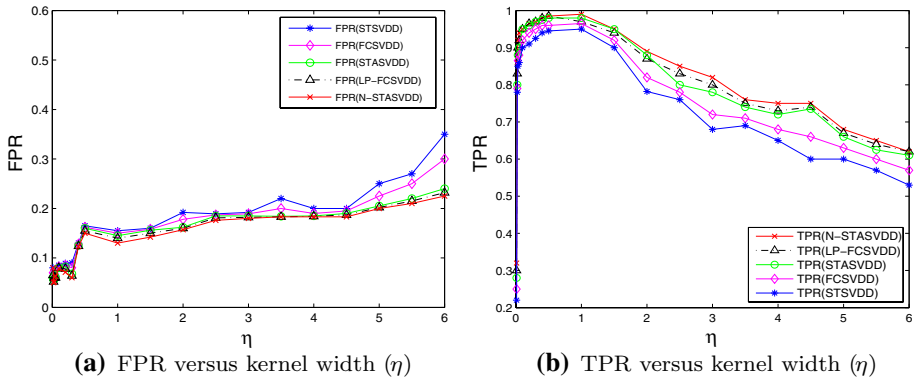 0.6
0.5
0.4
0.3
0.2
0.1
0
FPR
0 1 2 3 4 5 6
η
FPR(STSVDD)
FPR(FCSVDD)
FPR(STASVDD)
FPR(LP−FCSVDD)
FPR(N−STASVDD)
(a) FPR versus kernel width (η)
1
0.9
0.8
0.7
0.6
0.5
0.4
0.3
0.2
TPR
0 1 2 3 4 5 6
η
TPR(N−STASVDD)
TPR(LP−FCSVDD)
TPR(STASVDD)
TPR(FCSVDD)
TPR(STSVDD)
(b) TPR versus kernel width (η)